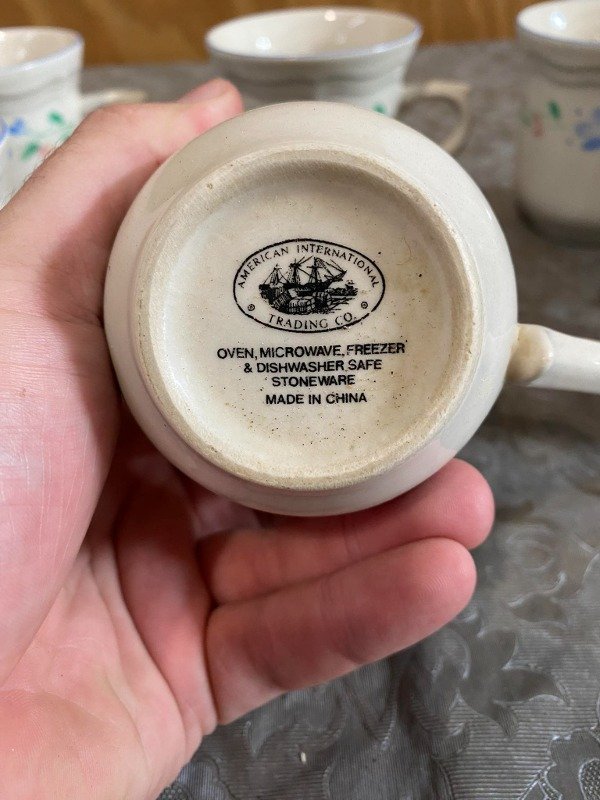 AMERICAN INTERNATIONAL
® TRADING CO. ®
OVEN, MICROWAVE, FREEZER
& DISHWASHER SAFE
STONEWARE
MADE IN CHINA